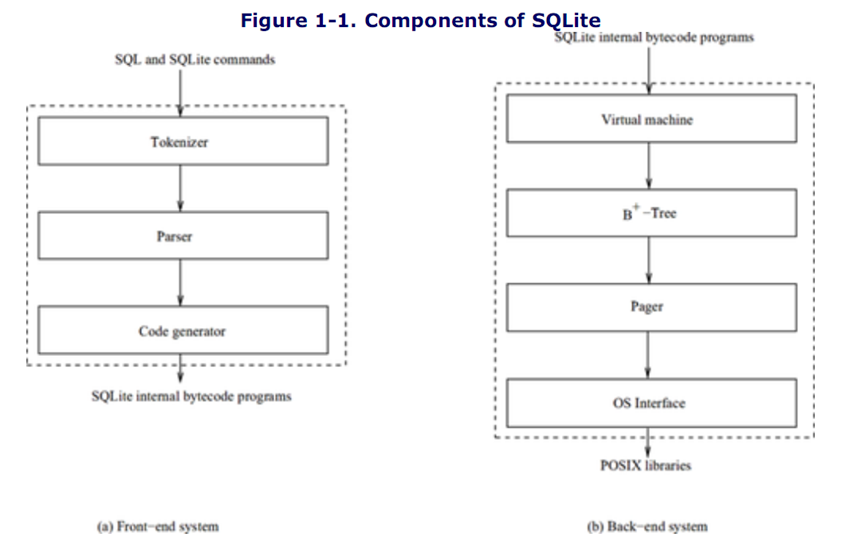 Figure 1-1. Components of SQLite
SQL and SQLite commands
Tokenizer
Parser
Code generator
SQLite internal bytecode programs
(a) Front-end system
SQLite internal bytecode programs
Virtual machine
B+-Tree
Pager
OS Interface
POSIX libraries
(b) Back-end system